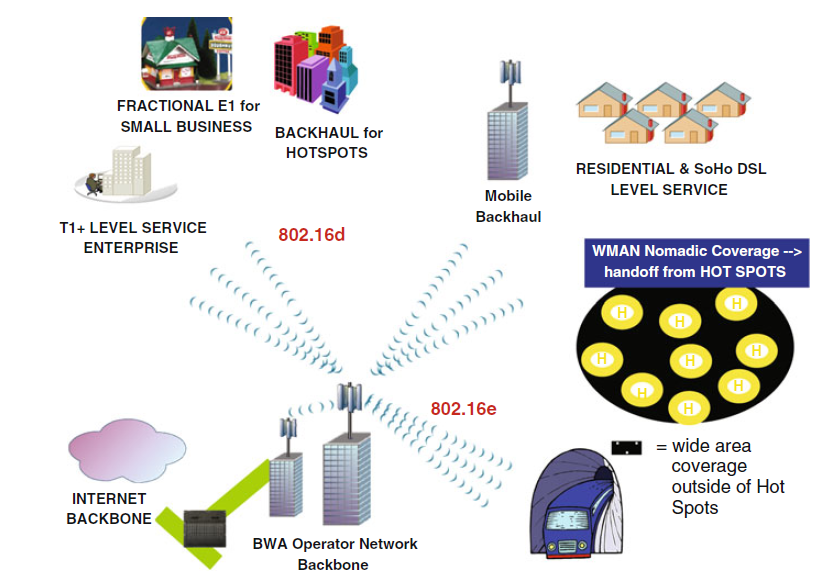 FRACTIONAL E1 for
SMALL BUSINESS
BACKHAUL for
HOTSPOTS
Mobile
Backhaul
RESIDENTIAL & SoHo DSL
LEVEL SERVICE
T1+ LEVEL SERVICE
ENTERPRISE
802.16d
WMAN Nomadic Coverage -->
handoff from HOT SPOTS
H
H
H
H
H
H
H
H
H
802.16e
= wide area
coverage
outside of Hot
Spots
INTERNET
BACKBONE
BWA Operator Network
Backbone